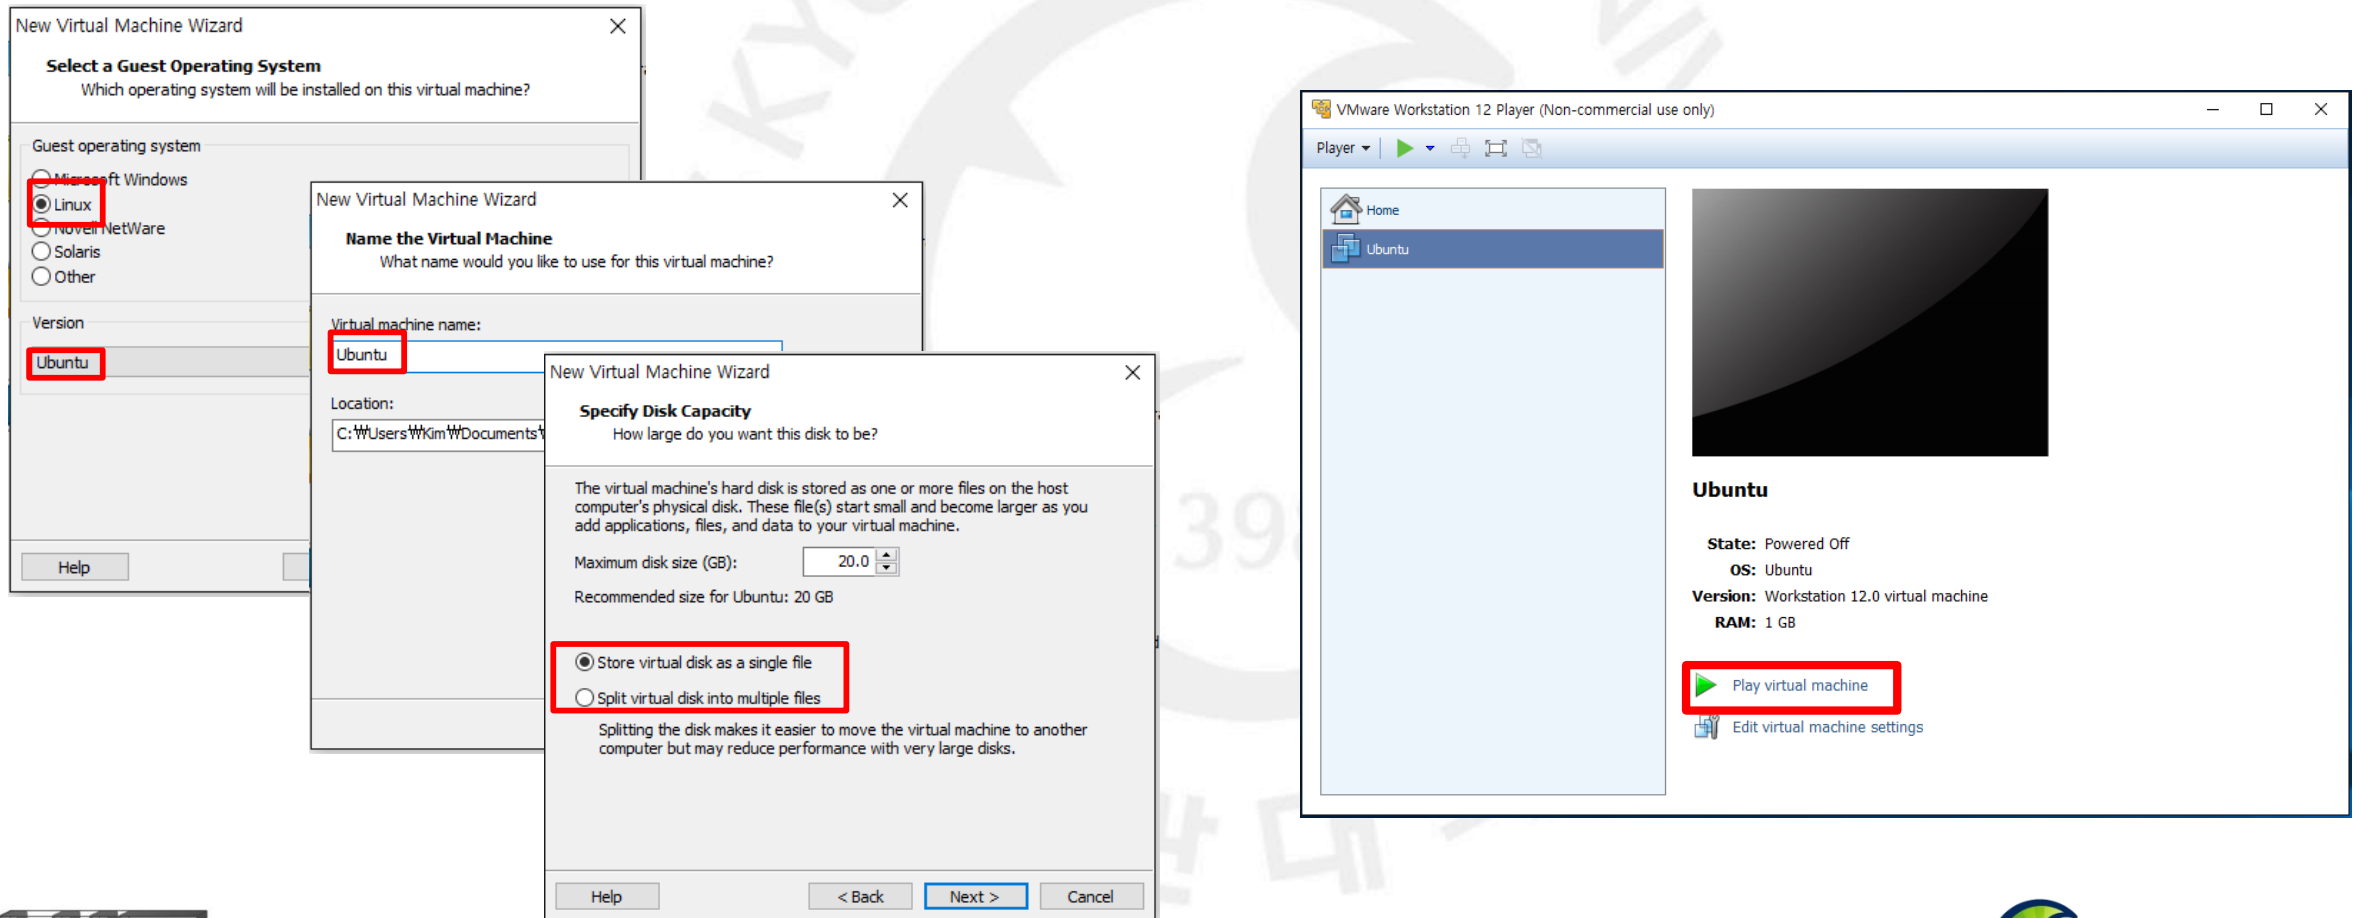 New Virtual Machine Wizard
Select a Guest Operating System
Which operating system will be installed on this virtual machine?
Guest operating system
Microsoft Windows
Linux
Novell NetWare
Solaris
Other
Version
Ubuntu
Help
New Virtual Machine Wizard
Name the Virtual Machine
What name would you like to use for this virtual machine?
Virtual machine name:
Ubuntu
Location:
C:₩Users₩Kim₩Documents₩
New Virtual Machine Wizard
Specify Disk Capacity
How large do you want this disk to be?
The virtual machine's hard disk is stored as one or more files on the host
computer's physical disk. These file(s) start small and become larger as you
add applications, files, and data to your virtual machine.
Maximum disk size (GB): 20.0
Recommended size for Ubuntu: 20 GB
Store virtual disk as a single file
Split virtual disk into multiple files
Splitting the disk makes it easier to move the virtual machine to another
computer but may reduce performance with very large disks.
Help < Back Next > Cancel
VMware Workstation 12 Player (Non-commercial use only)
Player
Home
Ubuntu
Ubuntu
State: Powered Off
OS: Ubuntu
Version: Workstation 12.0 virtual machine
RAM: 1 GB
Play virtual machine
Edit virtual machine settings